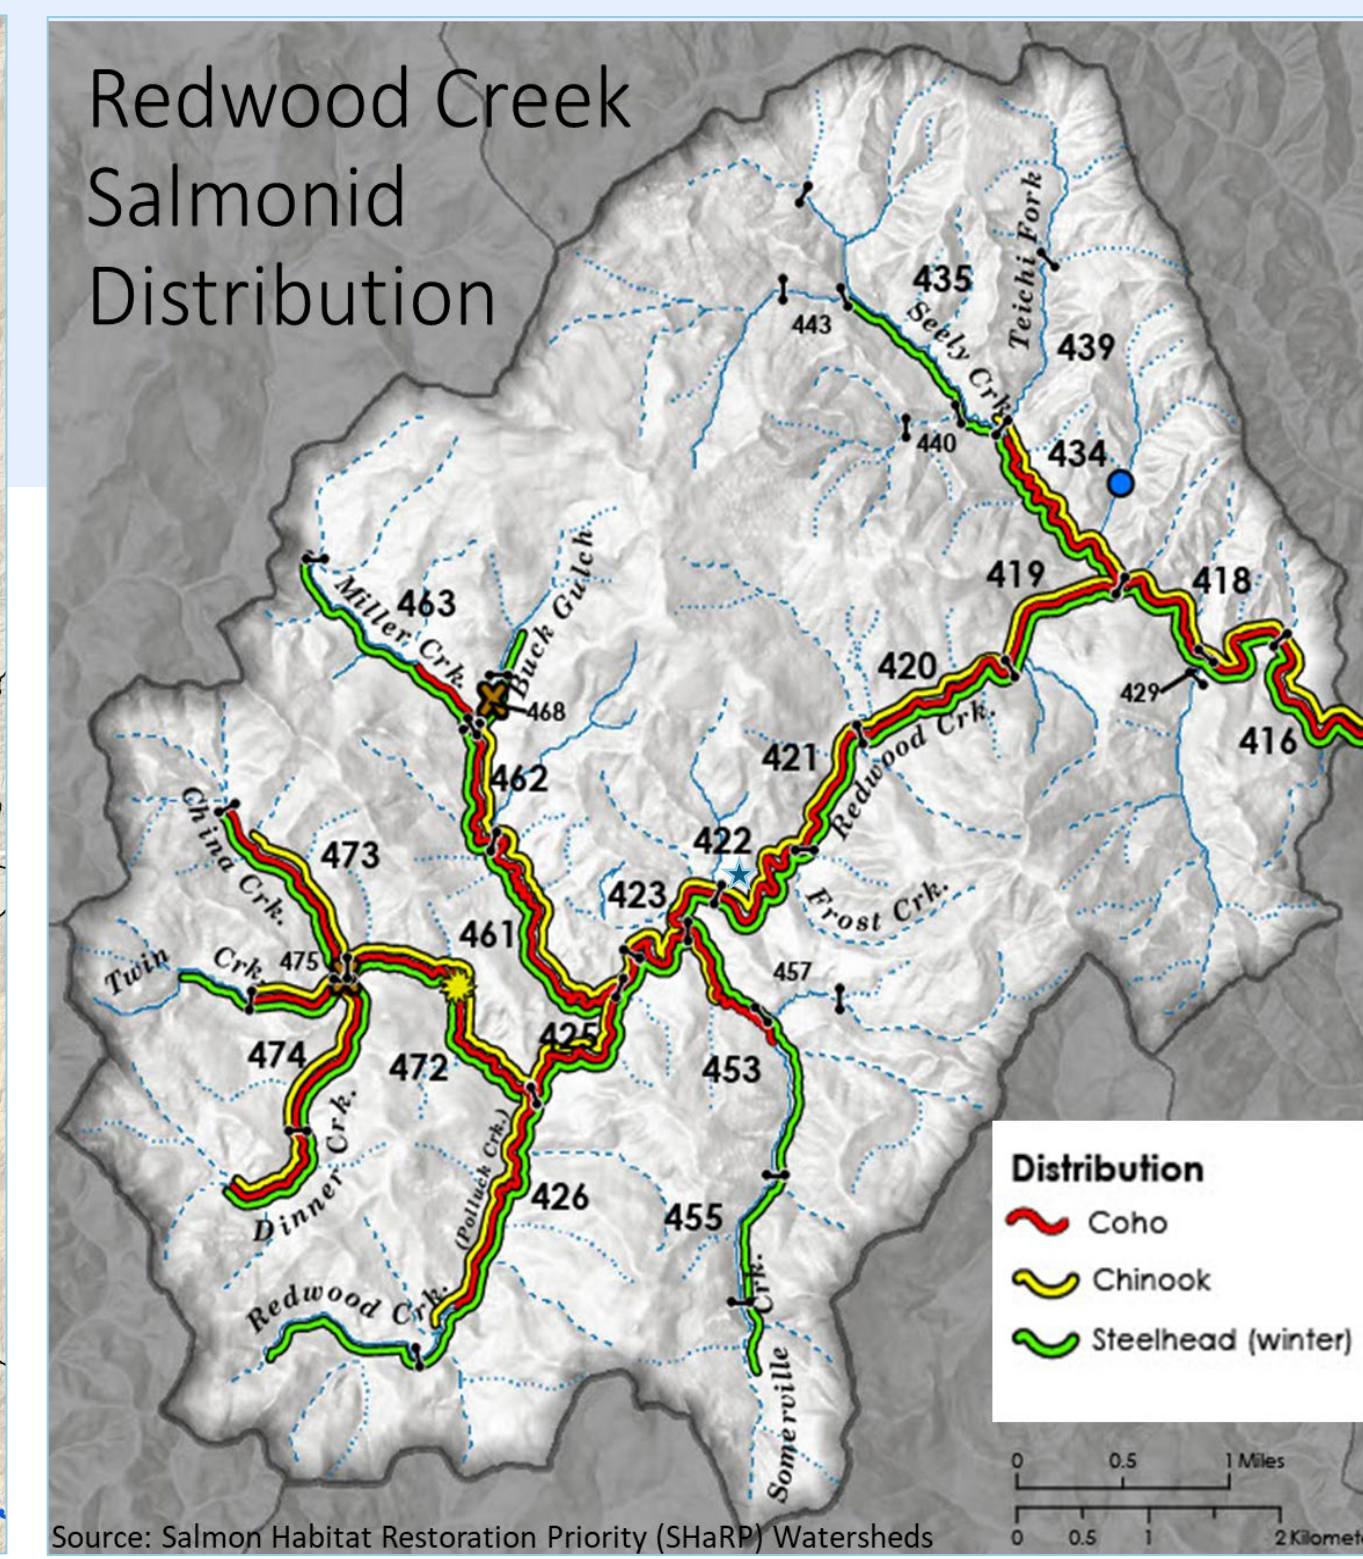 Redwood Creek
Salmonid
Distribution
Teichi Fork
435
443
Seely Crk.
439
440
434
419
418
Buck Gulch
Miller Crk.
463
420
429
468
Redwood Crk.
416
421
462
China Crk.
473
422
423
Frost Crk.
461
Twin Crk.
475
457
425
474
472
453
Dinner Crk.
(Polluck Crk.)
426
455
Redwood Crk.
Somerville Crk.
Distribution
Coho
Chinook
Steelhead (winter)
0 0.5 1 Miles
0 0.5 1 2 Kilomete
Source: Salmon Habitat Restoration Priority (SHaRP) Watersheds